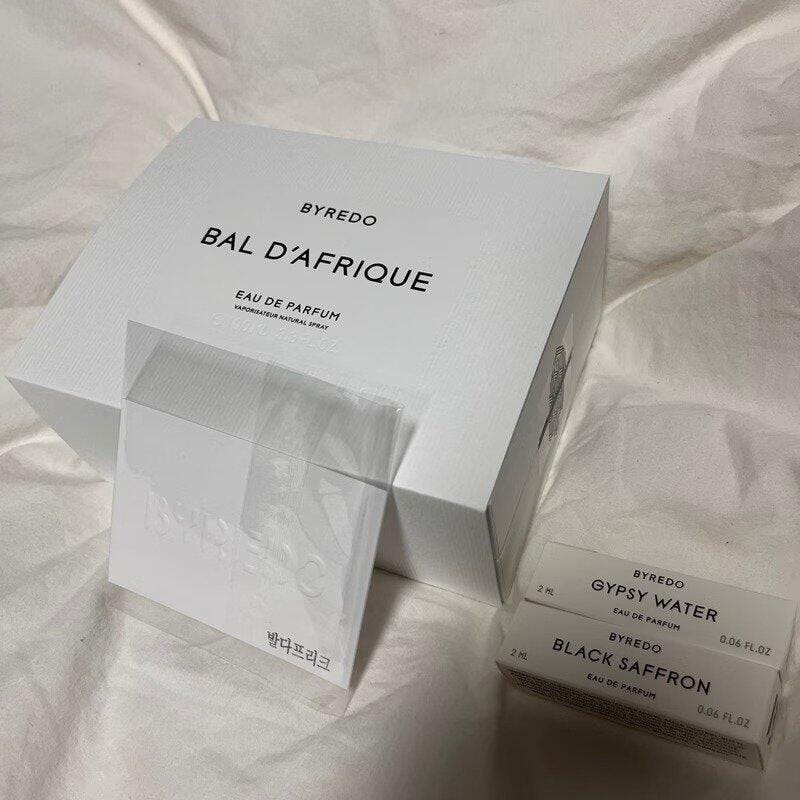 BYREDO
BAL D'AFRIQUE
EAU DE PARFUM
VAPORISATEUR NATURAL SPRAY
BYREDO
발다프리크
BYREDO
2 ML
GYPSY WATER
EAU DE PARFUM
0.06 FL.OZ
BYREDO
2 ML
BLACK SAFFRON
EAU DE PARFUM
0.06 FL.OZ